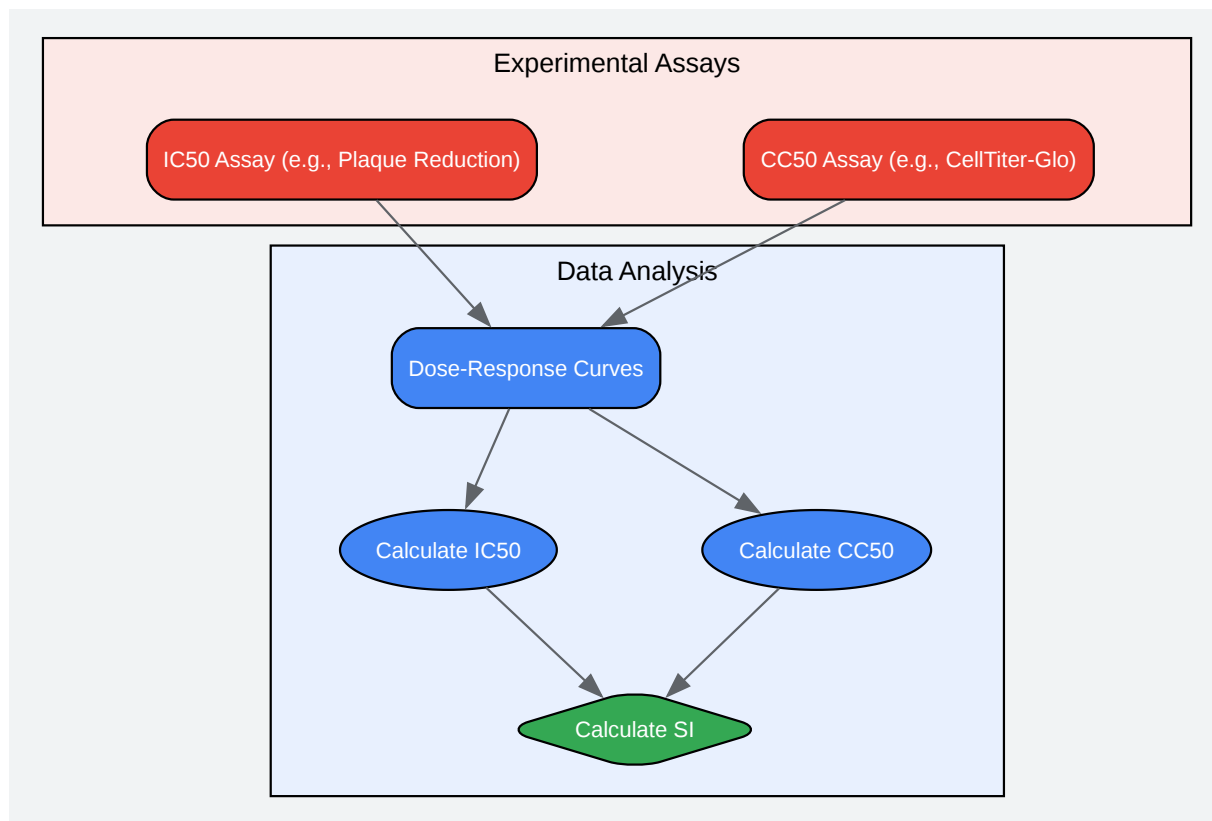 Experimental Assays
IC50 Assay (e.g., Plaque Reduction)
CC50 Assay (e.g., CellTiter-Glo)
Data Analysis
Dose-Response Curves
Calculate IC50
Calculate CC50
Calculate SI